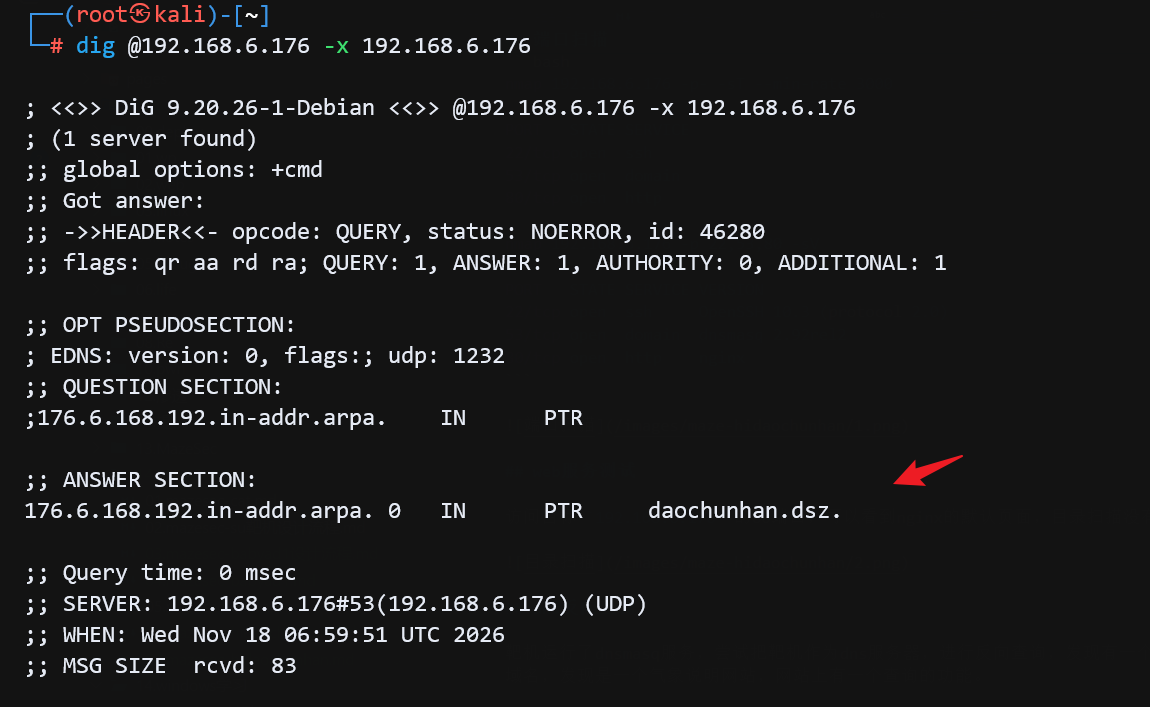 ┌──(root㉿kali)-[~]
└─# dig @192.168.6.176 -x 192.168.6.176

; <<>> DiG 9.20.26-1-Debian <<>> @192.168.6.176 -x 192.168.6.176
; (1 server found)
;; global options: +cmd
;; Got answer:
;; ->>HEADER<<- opcode: QUERY, status: NOERROR, id: 46280
;; flags: qr aa rd ra; QUERY: 1, ANSWER: 1, AUTHORITY: 0, ADDITIONAL: 1

;; OPT PSEUDOSECTION:
; EDNS: version: 0, flags:; udp: 1232
;; QUESTION SECTION:
;176.6.168.192.in-addr.arpa.    IN      PTR

;; ANSWER SECTION:
176.6.168.192.in-addr.arpa. 0   IN      PTR     daochunhan.dsz.

;; Query time: 0 msec
;; SERVER: 192.168.6.176#53(192.168.6.176) (UDP)
;; WHEN: Wed Nov 18 06:59:51 UTC 2026
;; MSG SIZE  rcvd: 83